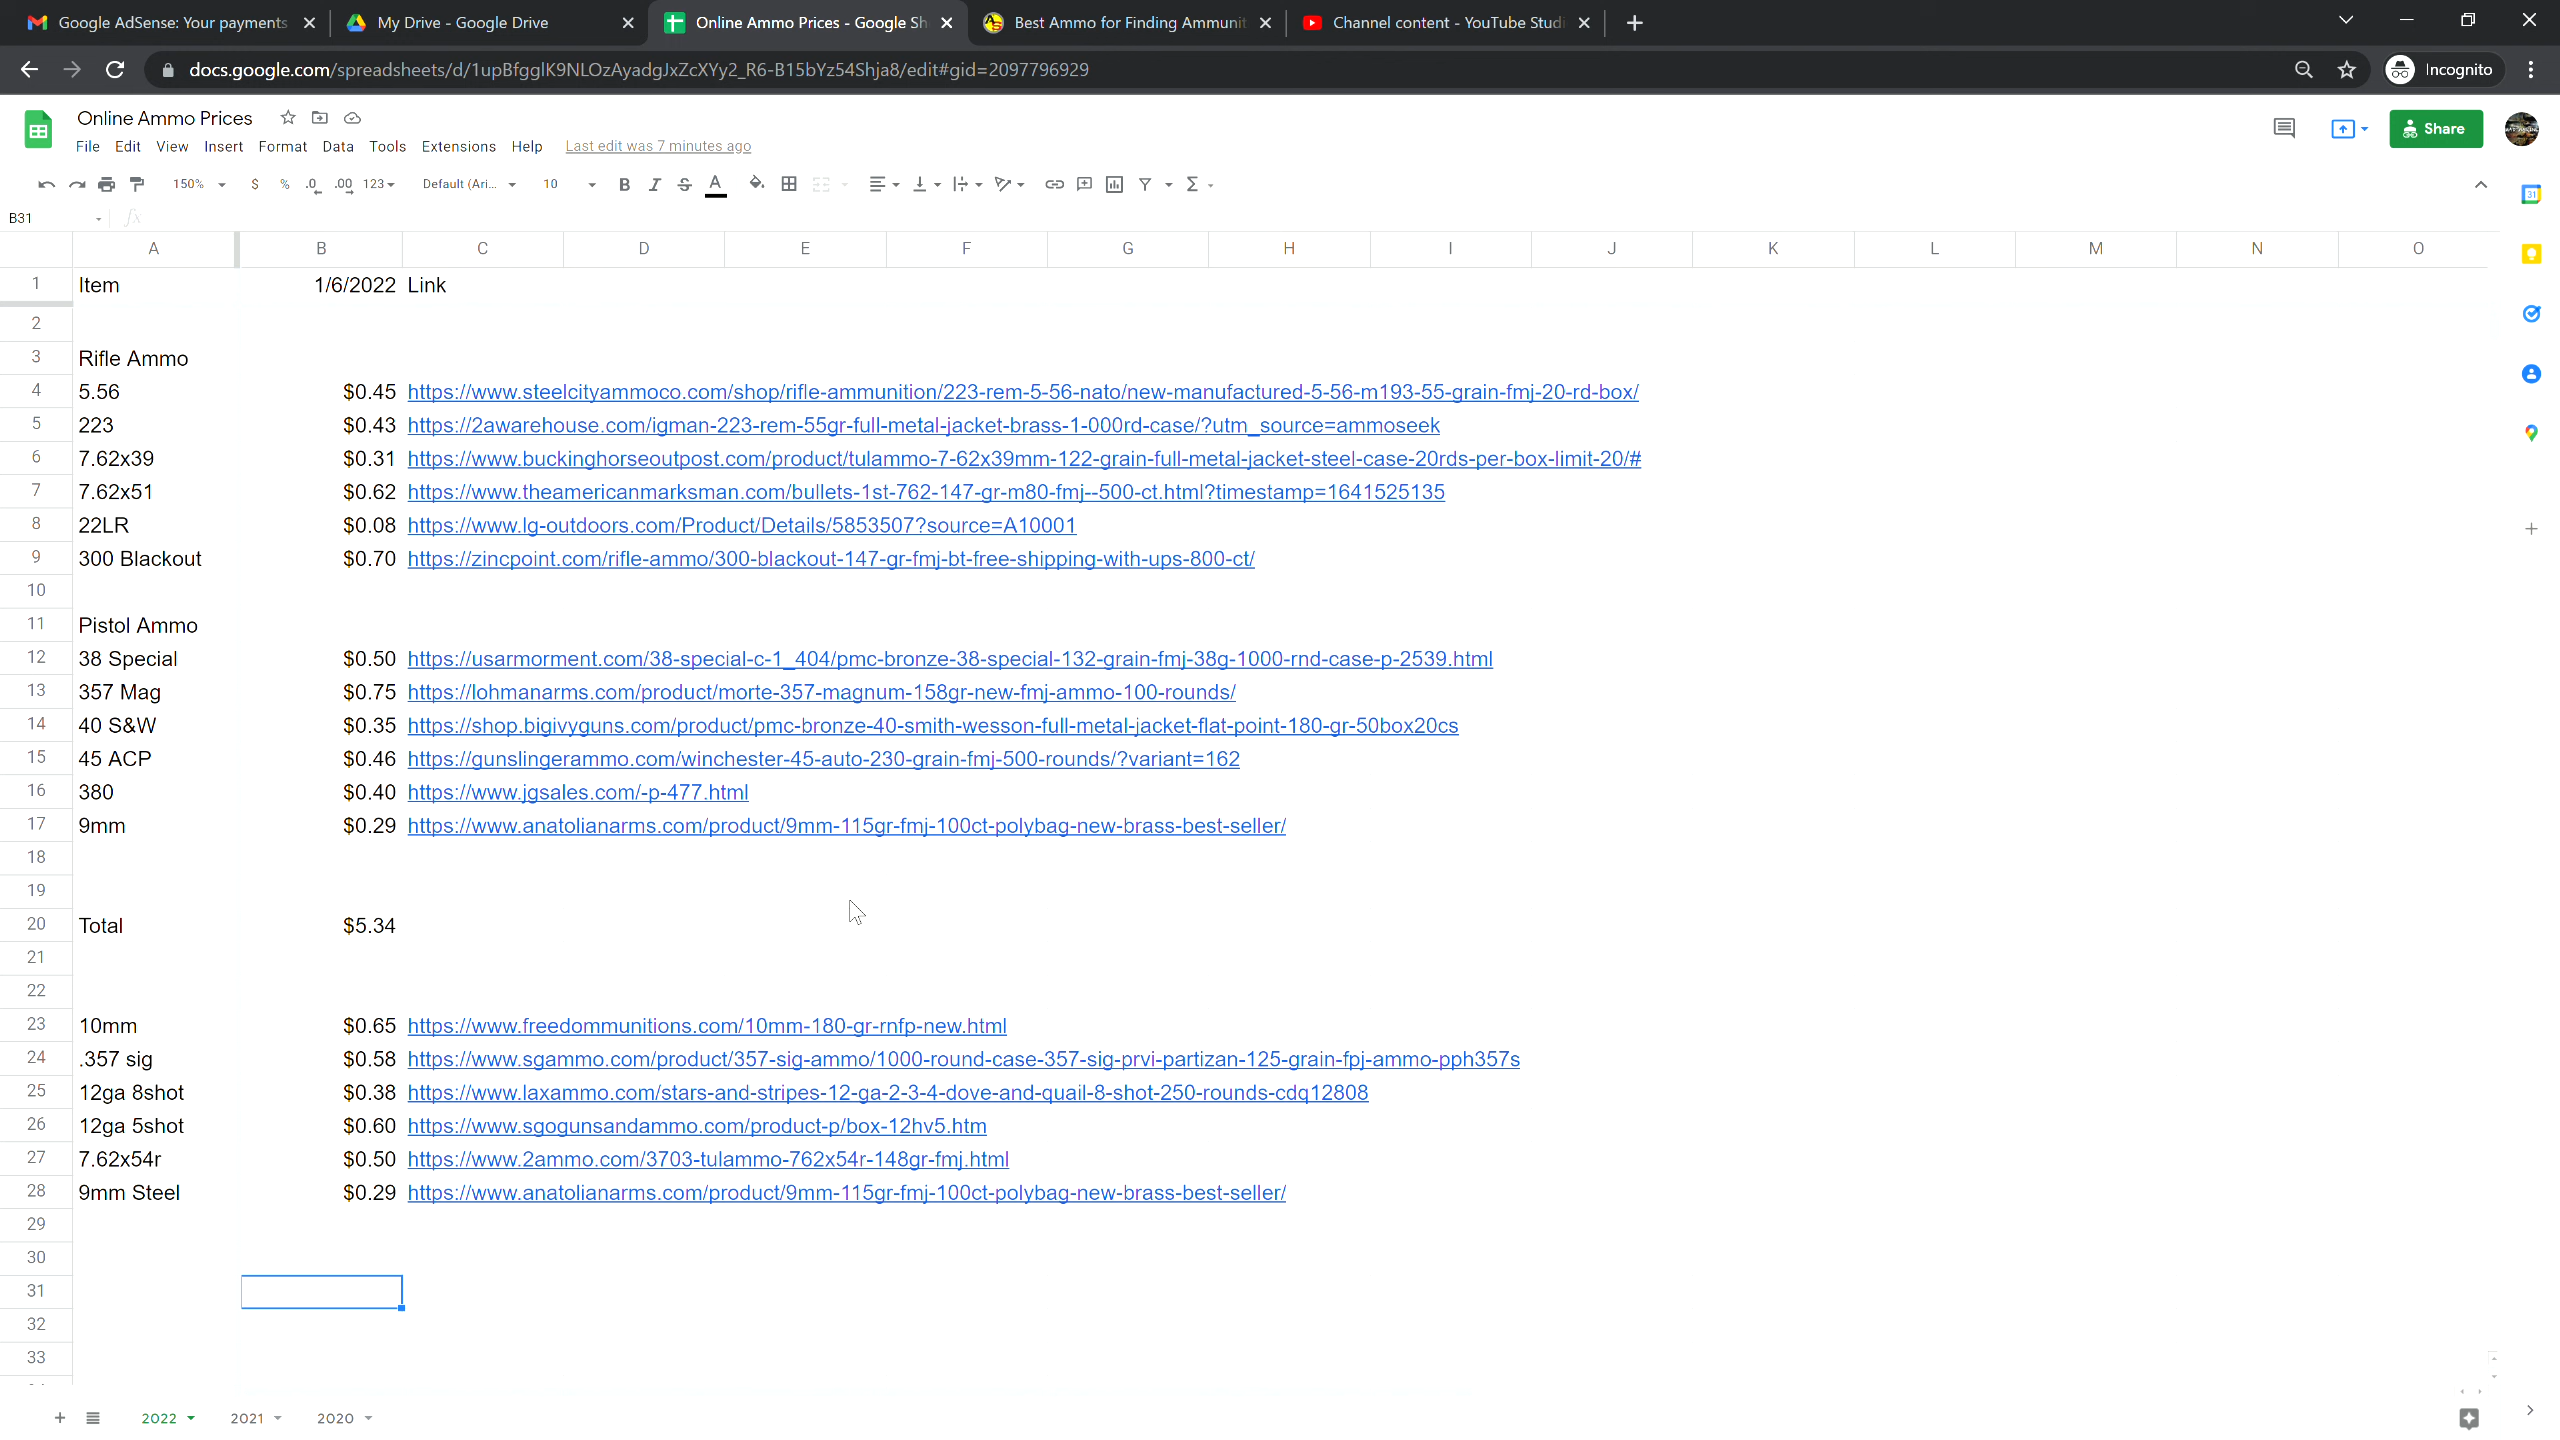 Google AdSense: Your payments
My Drive - Google Drive
Online Ammo Prices - Google Sh
Best Ammo for Finding Ammunit
Channel content - YouTube Studi
docs.google.com/spreadsheets/d/1upBfgglK9NLOzAyadgJxZcXYy2_R6-B15bYz54Shja8/edit#gid=2097796929
Incognito
Online Ammo Prices
Share
File Edit View Insert Format Data Tools Extensions Help Last edit was 7 minutes ago
150% $ % .0 .00 123 Default (Ari... 10 B I S A Σ
31
B31 fx
A B C D E F G H I J K L M N O
1 Item 1/6/2022 Link
2
3 Rifle Ammo
4 5.56 $0.45 https://www.steelcityammoco.com/shop/rifle-ammunition/223-rem-5-56-nato/new-manufactured-5-56-m193-55-grain-fmj-20-rd-box/
5 223 $0.43 https://2awarehouse.com/igman-223-rem-55gr-full-metal-jacket-brass-1-000rd-case/?utm_source=ammoseek
6 7.62x39 $0.31 https://www.buckinghorseoutpost.com/product/tulammo-7-62x39mm-122-grain-full-metal-jacket-steel-case-20rds-per-box-limit-20/#
7 7.62x51 $0.62 https://www.theamericanmarksman.com/bullets-1st-762-147-gr-m80-fmj--500-ct.html?timestamp=1641525135
8 22LR $0.08 https://www.lg-outdoors.com/Product/Details/5853507?source=A10001
9 300 Blackout $0.70 https://zincpoint.com/rifle-ammo/300-blackout-147-gr-fmj-bt-free-shipping-with-ups-800-ct/
10
11 Pistol Ammo
12 38 Special $0.50 https://usarmorment.com/38-special-c-1_404/pmc-bronze-38-special-132-grain-fmj-38g-1000-rnd-case-p-2539.html
13 357 Mag $0.75 https://lohmanarms.com/product/morte-357-magnum-158gr-new-fmj-ammo-100-rounds/
14 40 S&W $0.35 https://shop.bigivyguns.com/product/pmc-bronze-40-smith-wesson-full-metal-jacket-flat-point-180-gr-50box20cs
15 45 ACP $0.46 https://gunslingerammo.com/winchester-45-auto-230-grain-fmj-500-rounds/?variant=162
16 380 $0.40 https://www.jgsales.com/-p-477.html
17 9mm $0.29 https://www.anatolianarms.com/product/9mm-115gr-fmj-100ct-polybag-new-brass-best-seller/
18
19
20 Total $5.34
21
22
23 10mm $0.65 https://www.freedommunitions.com/10mm-180-gr-rnfp-new.html
24 .357 sig $0.58 https://www.sgammo.com/product/357-sig-ammo/1000-round-case-357-sig-prvi-partizan-125-grain-fpj-ammo-pph357s
25 12ga 8shot $0.38 https://www.laxammo.com/stars-and-stripes-12-ga-2-3-4-dove-and-quail-8-shot-250-rounds-cdq12808
26 12ga 5shot $0.60 https://www.sgogunsandammo.com/product-p/box-12hv5.htm
27 7.62x54r $0.50 https://www.2ammo.com/3703-tulammo-762x54r-148gr-fmj.html
28 9mm Steel $0.29 https://www.anatolianarms.com/product/9mm-115gr-fmj-100ct-polybag-new-brass-best-seller/
29
30
31
32
33
2022 2021 2020